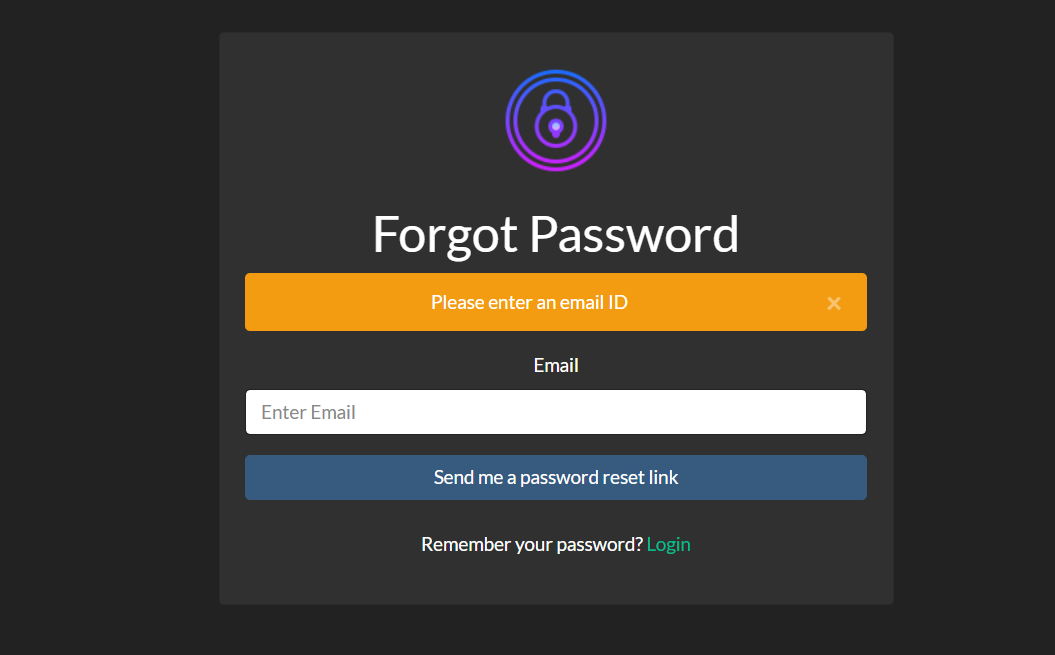 Forgot Password
Please enter an email ID ×
Email
Enter Email
Send me a password reset link
Remember your password? Login